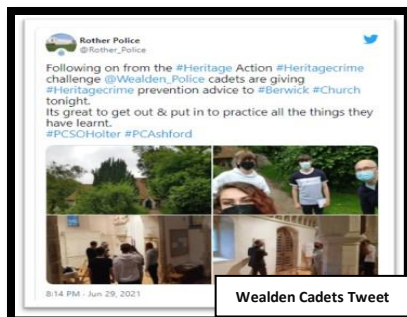 Rother Police
@Rother_Police
Following on from the #Heritage Action #Heritagecrime
challenge @Wealden_Police cadets are giving
#Heritagecrime prevention advice to #Berwick #Church
tonight.
Its great to get out & put in to practice all the things they
have learnt.
#PCSOHolter #PCAshford
8:14 PM - Jun 29, 2021
Wealden Cadets Tweet